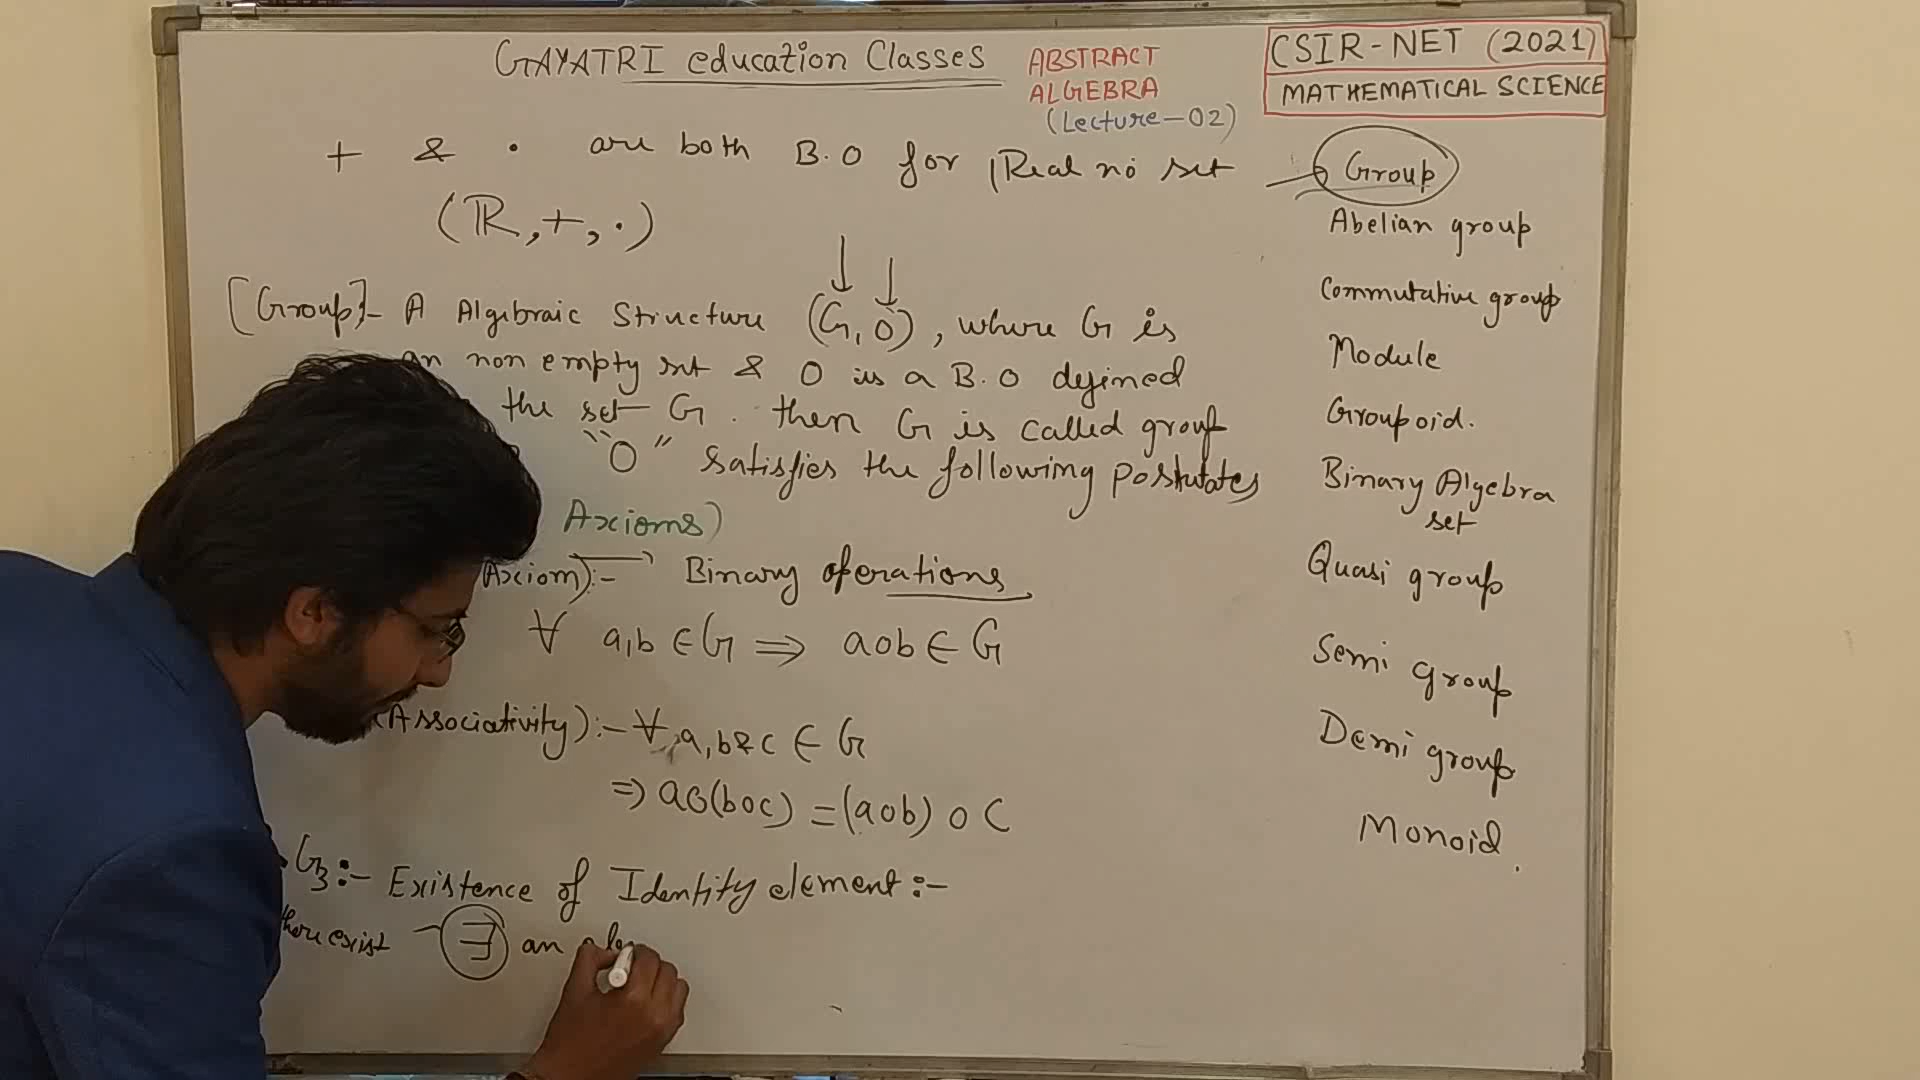 GAYATRI education Classes
ABSTRACT
ALGEBRA
(Lecture-02)
CSIR-NET (2021)
MATHEMATICAL SCIENCE
+ & · are both B.O for Real no set
(ℝ,+,·)
[Group]- A Algebraic Structure (G,O), where G is
an non empty set & O is a B.O defined
the set G. then G is called group
"O" satisfies the following postutates
Axioms)
Axiom):- Binary operations
∀ a,b ∈ G ⇒ aob ∈ G
(Associativity):- ∀, a,b&c ∈ G
⇒ ao(boc) = (aob) o C
G3:- Existence of Identity element:-
there exist - ∃ an ele
Group
Abelian group
Commutative group
Module
Groupoid.
Binary Algebra
set
Quasi group
Semi group
Demi group
Monoid.